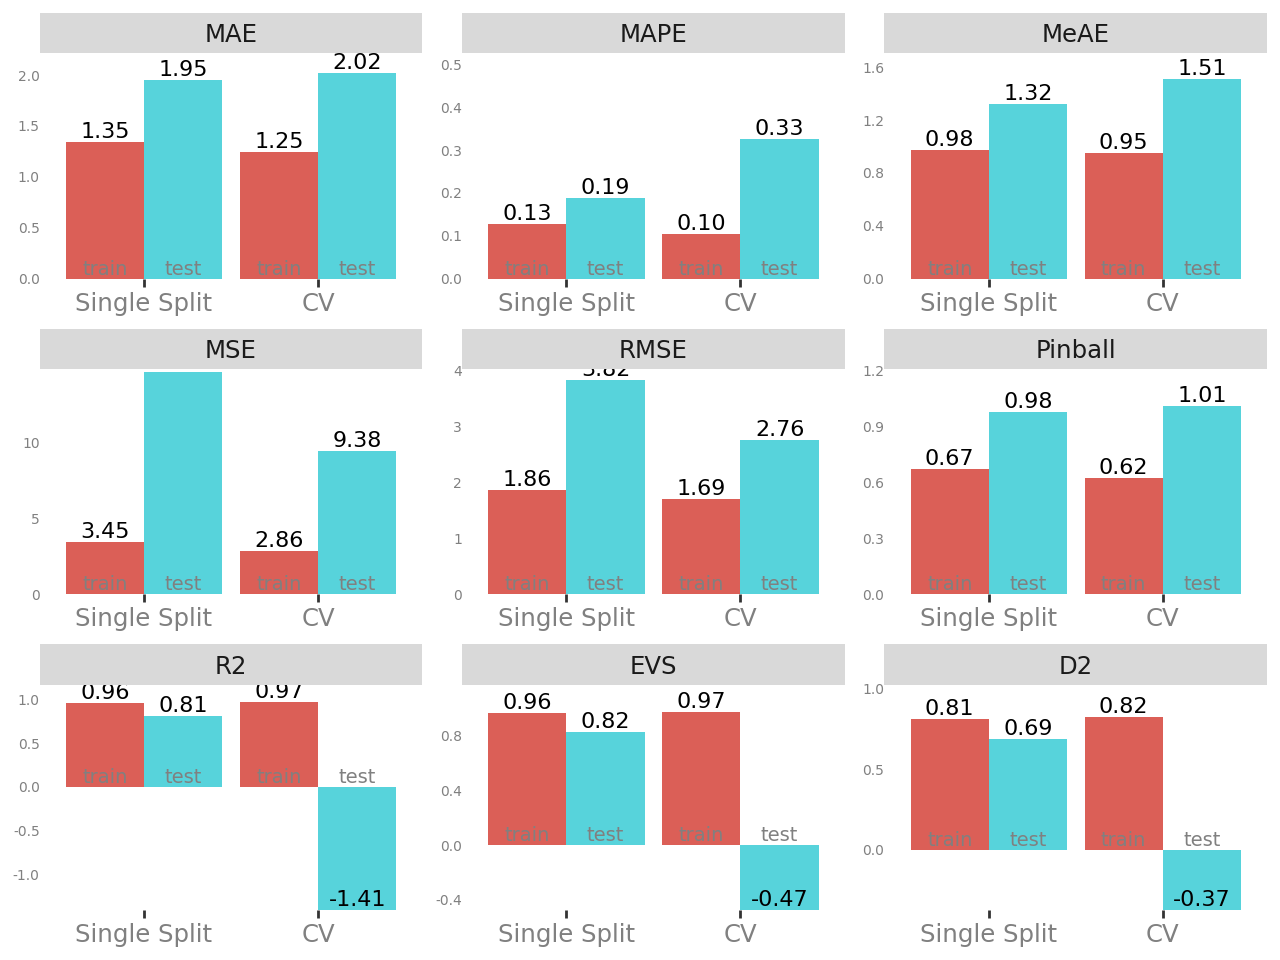 MAE
MAPE
MeAE
2.0
1.5
1.0
0.5
0.0
1.35
1.95
1.25
2.02
train
test
train
test
Single Split
CV
0.5
0.4
0.3
0.2
0.1
0.0
0.13
0.19
0.10
0.33
train
test
train
test
Single Split
CV
1.6
1.2
0.8
0.4
0.0
0.98
1.32
0.95
1.51
train
test
train
test
Single Split
CV
MSE
RMSE
Pinball
10
5
0
3.45
2.86
9.38
train
test
train
test
Single Split
CV
4
3
2
1
0
1.86
3.82
1.69
2.76
train
test
train
test
Single Split
CV
1.2
0.9
0.6
0.3
0.0
0.67
0.98
0.62
1.01
train
test
train
test
Single Split
CV
R2
EVS
D2
1.0
0.5
0.0
-0.5
-1.0
0.96
0.81
0.97
-1.41
train
test
train
test
Single Split
CV
0.8
0.4
0.0
-0.4
0.96
0.82
0.97
-0.47
train
test
train
test
Single Split
CV
1.0
0.5
0.0
0.81
0.69
0.82
-0.37
train
test
train
test
Single Split
CV